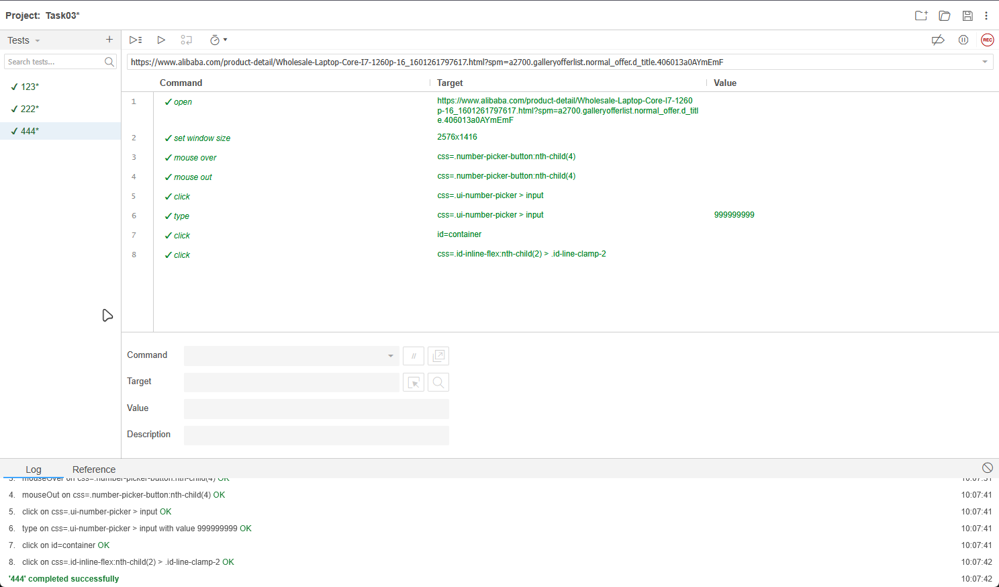 Project: Task03*
Tests
Search tests...
123*
222*
444*
REC
https://www.alibaba.com/product-detail/Wholesale-Laptop-Core-I7-1260p-16_1601261797617.html?spm=a2700.galleryofferlist.normal_offer.d_title.406013a0AYmEmF
Command Target Value
1 open https://www.alibaba.com/product-detail/Wholesale-Laptop-Core-I7-1260
p-16_1601261797617.html?spm=a2700.galleryofferlist.normal_offer.d_titl
e.406013a0AYmEmF
2 set window size 2576x1416
3 mouse over css=.number-picker-button:nth-child(4)
4 mouse out css=.number-picker-button:nth-child(4)
5 click css=.ui-number-picker > input
6 type css=.ui-number-picker > input 999999999
7 click id=container
8 click css=.id-inline-flex:nth-child(2) > .id-line-clamp-2
Command //
Target
Value
Description
Log Reference
3. mouseOver on css=.number-picker-button:nth-child(4) OK 10:07:31
4. mouseOut on css=.number-picker-button:nth-child(4) OK 10:07:41
5. click on css=.ui-number-picker > input OK 10:07:41
6. type on css=.ui-number-picker > input with value 999999999 OK 10:07:41
7. click on id=container OK 10:07:41
8. click on css=.id-inline-flex:nth-child(2) > .id-line-clamp-2 OK 10:07:42
'444' completed successfully 10:07:42